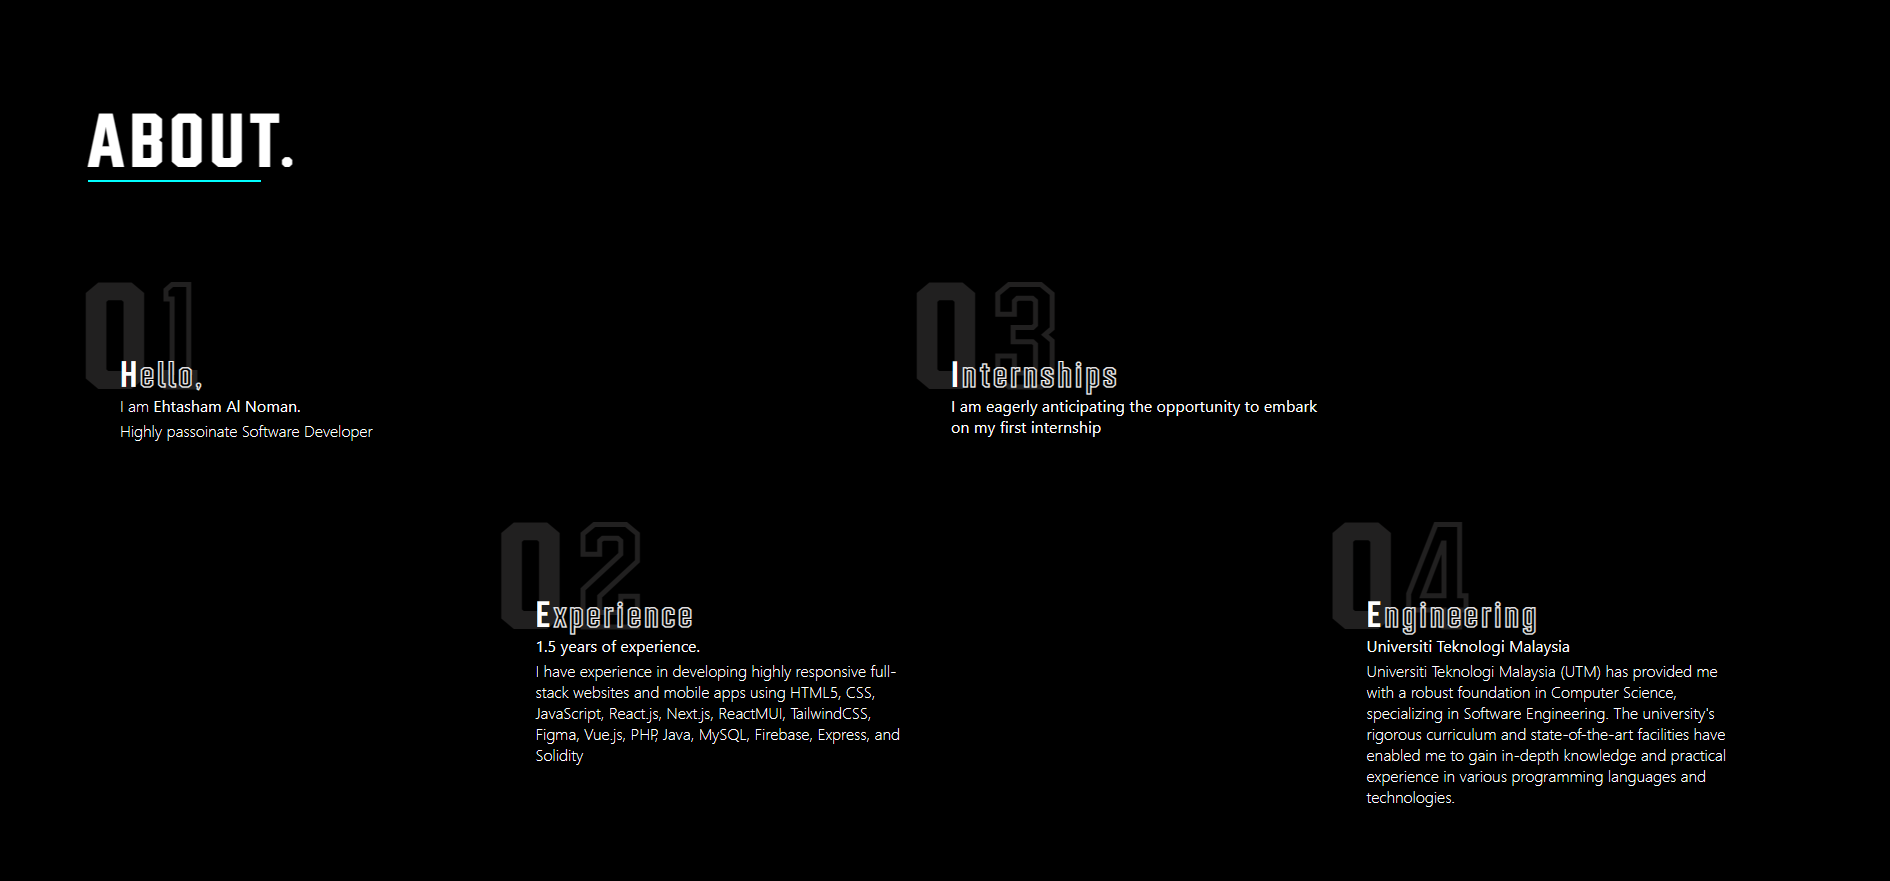 ABOUT.
01
Hello,
I am Ehtasham Al Noman.
Highly passoinate Software Developer
02
Experience
1.5 years of experience.
I have experience in developing highly responsive full-
stack websites and mobile apps using HTML5, CSS,
JavaScript, React.js, Next.js, ReactMUI, TailwindCSS,
Figma, Vue.js, PHP, Java, MySQL, Firebase, Express, and
Solidity
03
Internships
I am eagerly anticipating the opportunity to embark
on my first internship
04
Engineering
Universiti Teknologi Malaysia
Universiti Teknologi Malaysia (UTM) has provided me
with a robust foundation in Computer Science,
specializing in Software Engineering. The university's
rigorous curriculum and state-of-the-art facilities have
enabled me to gain in-depth knowledge and practical
experience in various programming languages and
technologies.